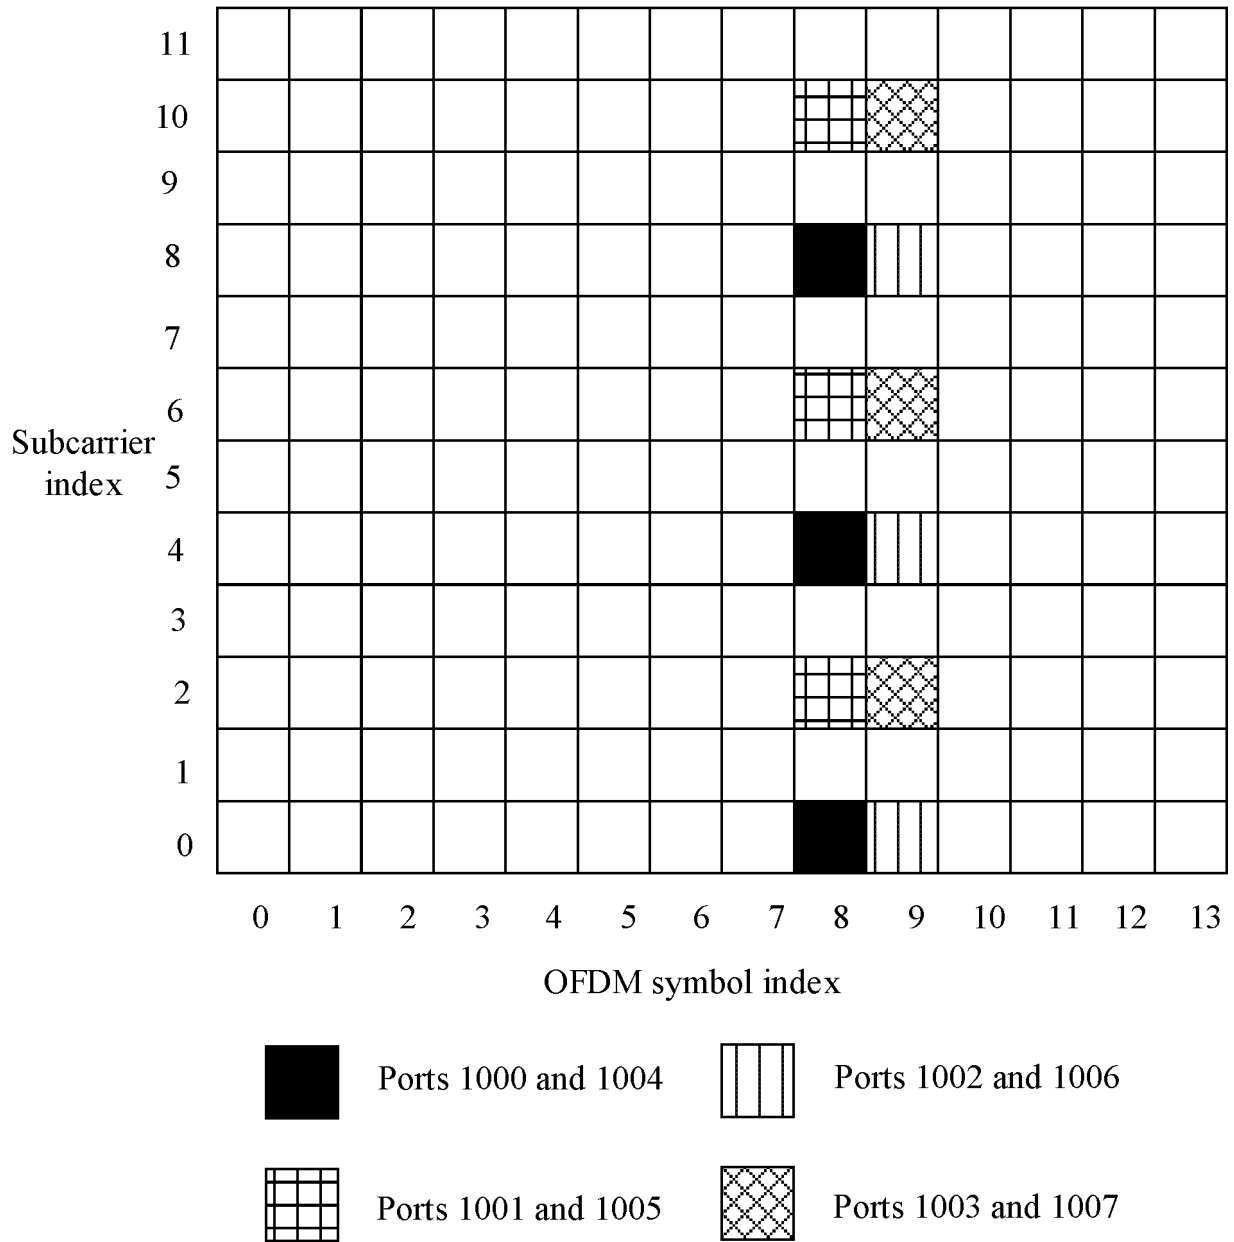 11
10
9
8
7
6
Subcarrier
index
5
4
3
2
1
0
0 1 2 3 4 5 6 7 8 9 10 11 12 13
OFDM symbol index
Ports 1000 and 1004
Ports 1002 and 1006
Ports 1001 and 1005
Ports 1003 and 1007